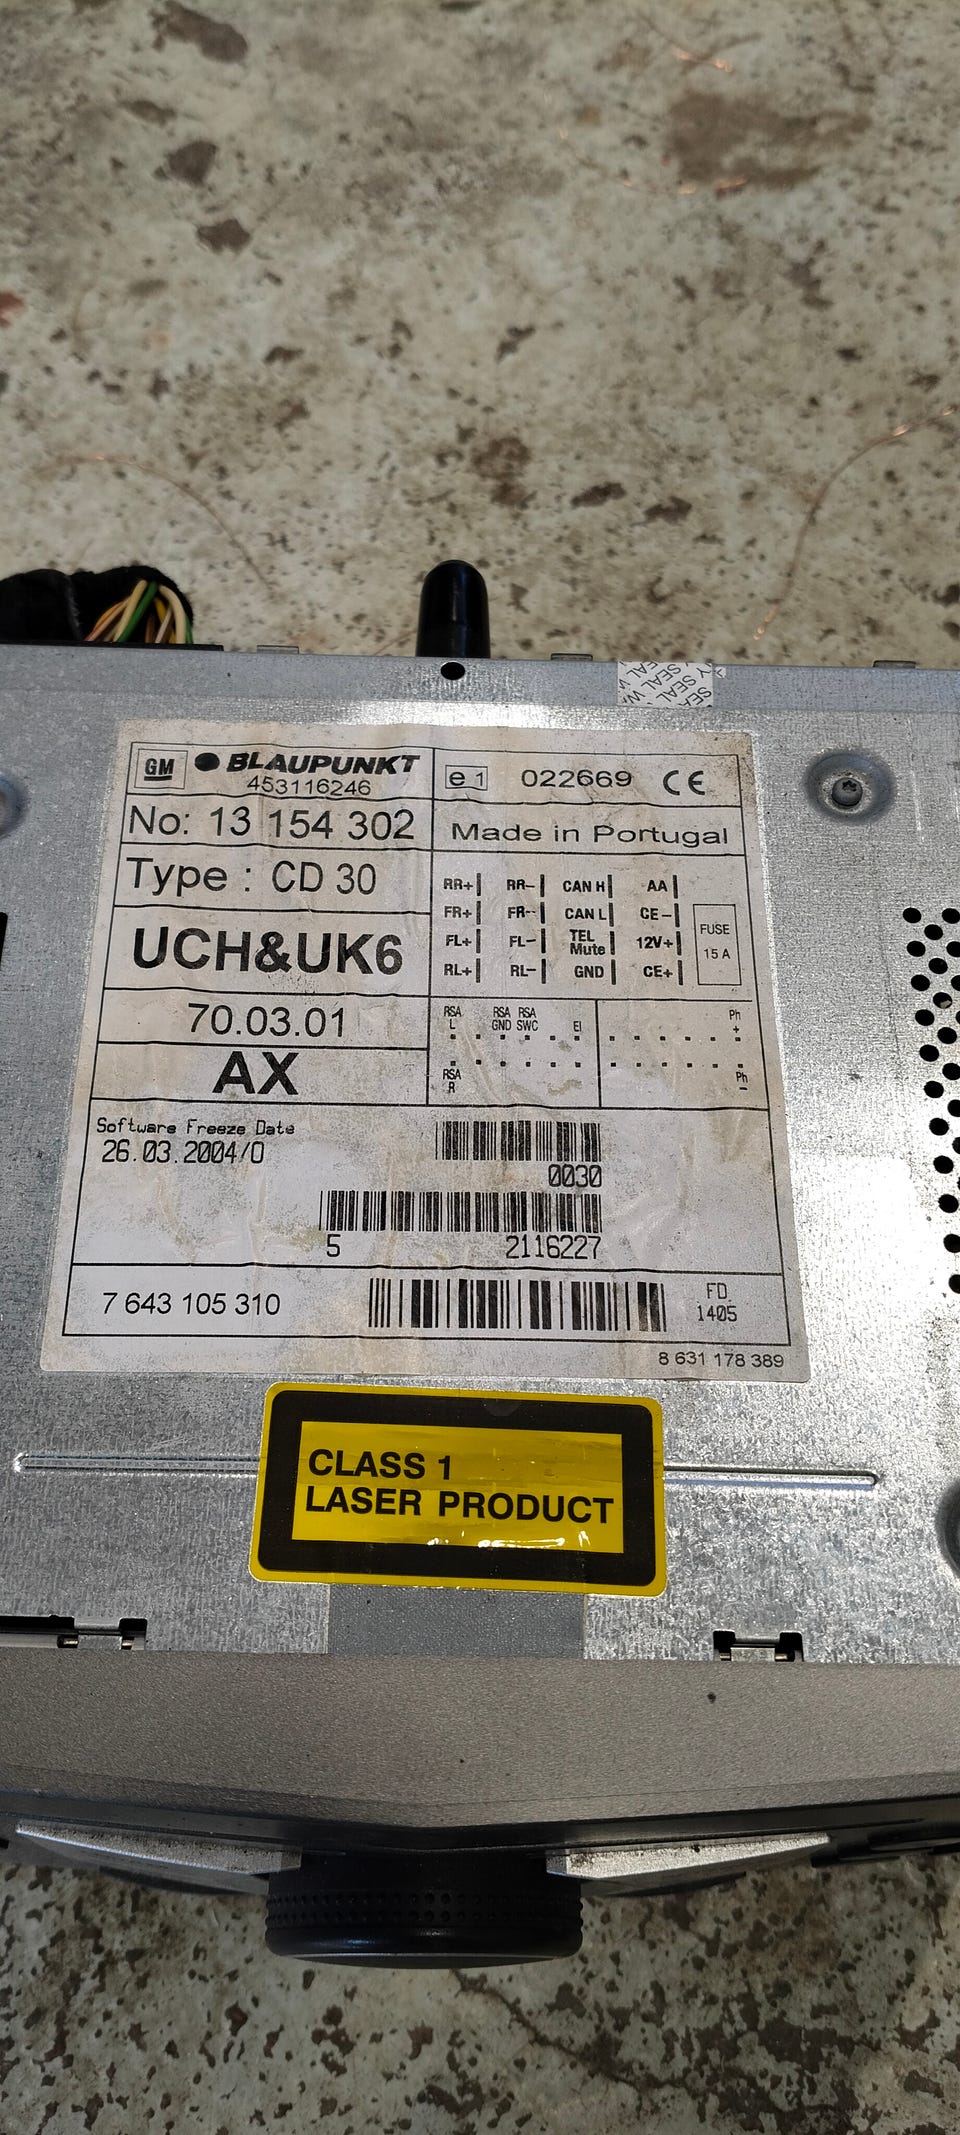 GM BLAUPUNKT
453116246
No: 13 154 302
Type : CD 30
UCH&UK6
70.03.01
AX
e 1 022669 CE
Made in Portugal
RR+ RR- CAN H AA
FR+ FR- CAN L CE-
FL+ FL- TEL Mute 12V+
RL+ RL- GND CE+
FUSE
15 A
RSA L RSA GND RSA SWC EI Ph +
RSA R Ph -
Software Freeze Date
26.03.2004/0
0030
5 2116227
7 643 105 310
FD
1405
8 631 178 389
CLASS 1
LASER PRODUCT